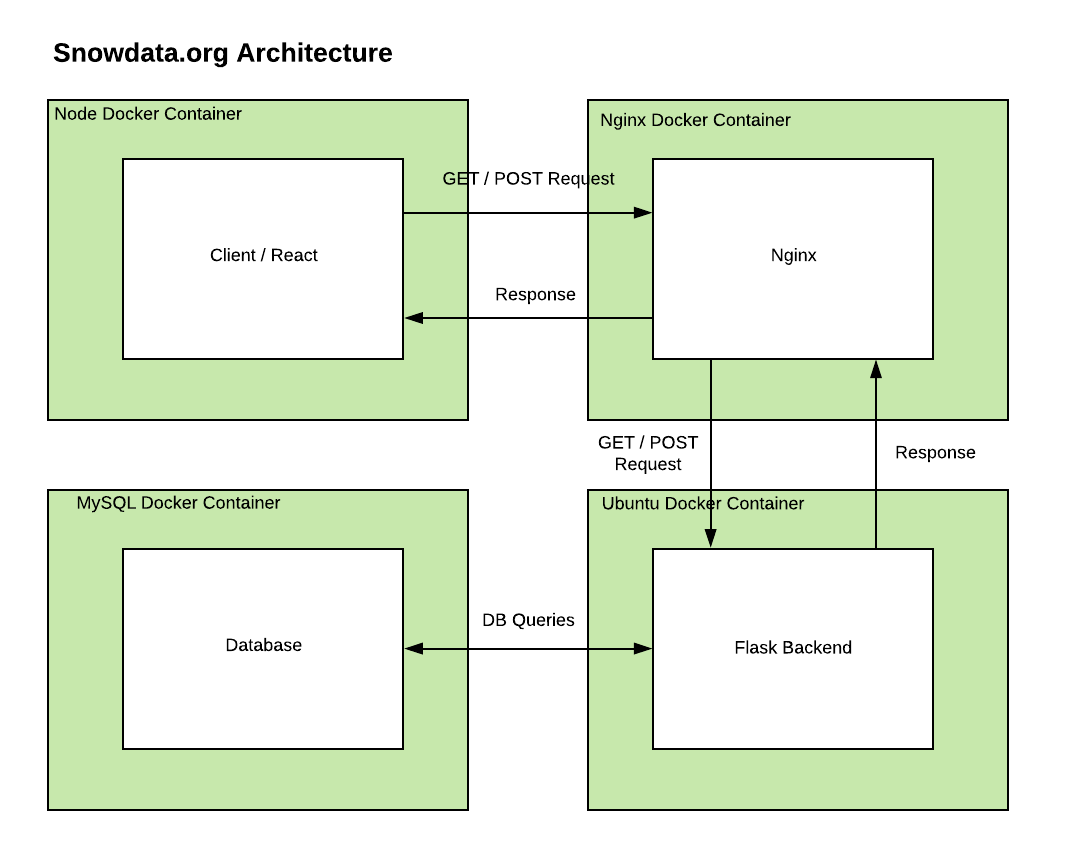 Snowdata.org Architecture
Node Docker Container
Nginx Docker Container
GET / POST Request
Client / React
Nginx
Response
GET / POST
Request
Response
MySQL Docker Container
Ubuntu Docker Container
DB Queries
Database
Flask Backend